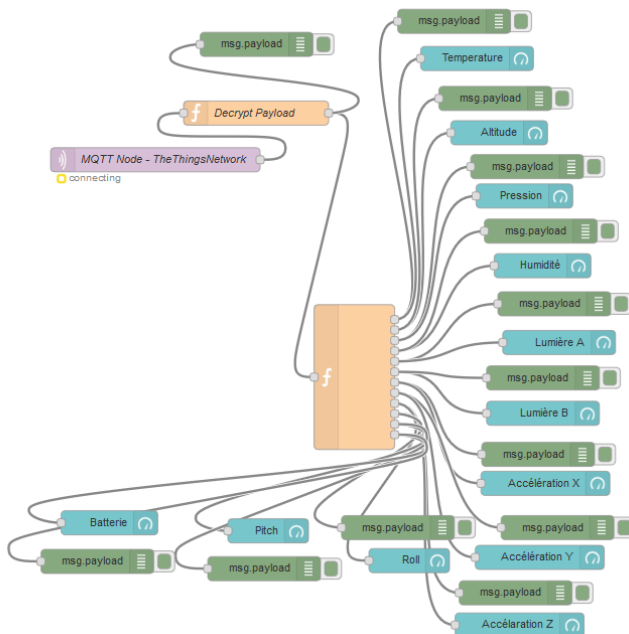 msg.payload
msg.payload
Temperature
msg.payload
Decrypt Payload
Altitude
MQTT Node - TheThingsNetwork
connecting
msg.payload
Pression
msg.payload
Humidité
msg.payload
Lumière A
msg.payload
Lumière B
msg.payload
Accélération X
Batterie
Pitch
msg.payload
msg.payload
msg.payload
msg.payload
Roll
Accélération Y
msg.payload
Accélaration Z